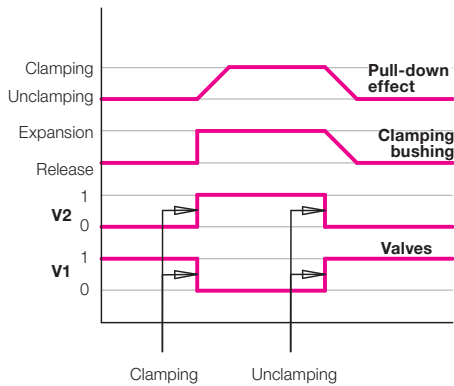 Clamping
Pull-down
effect
Unclamping
Expansion
Clamping
bushing
Release
1
V2
0
1
Valves
V1
0
Clamping Unclamping